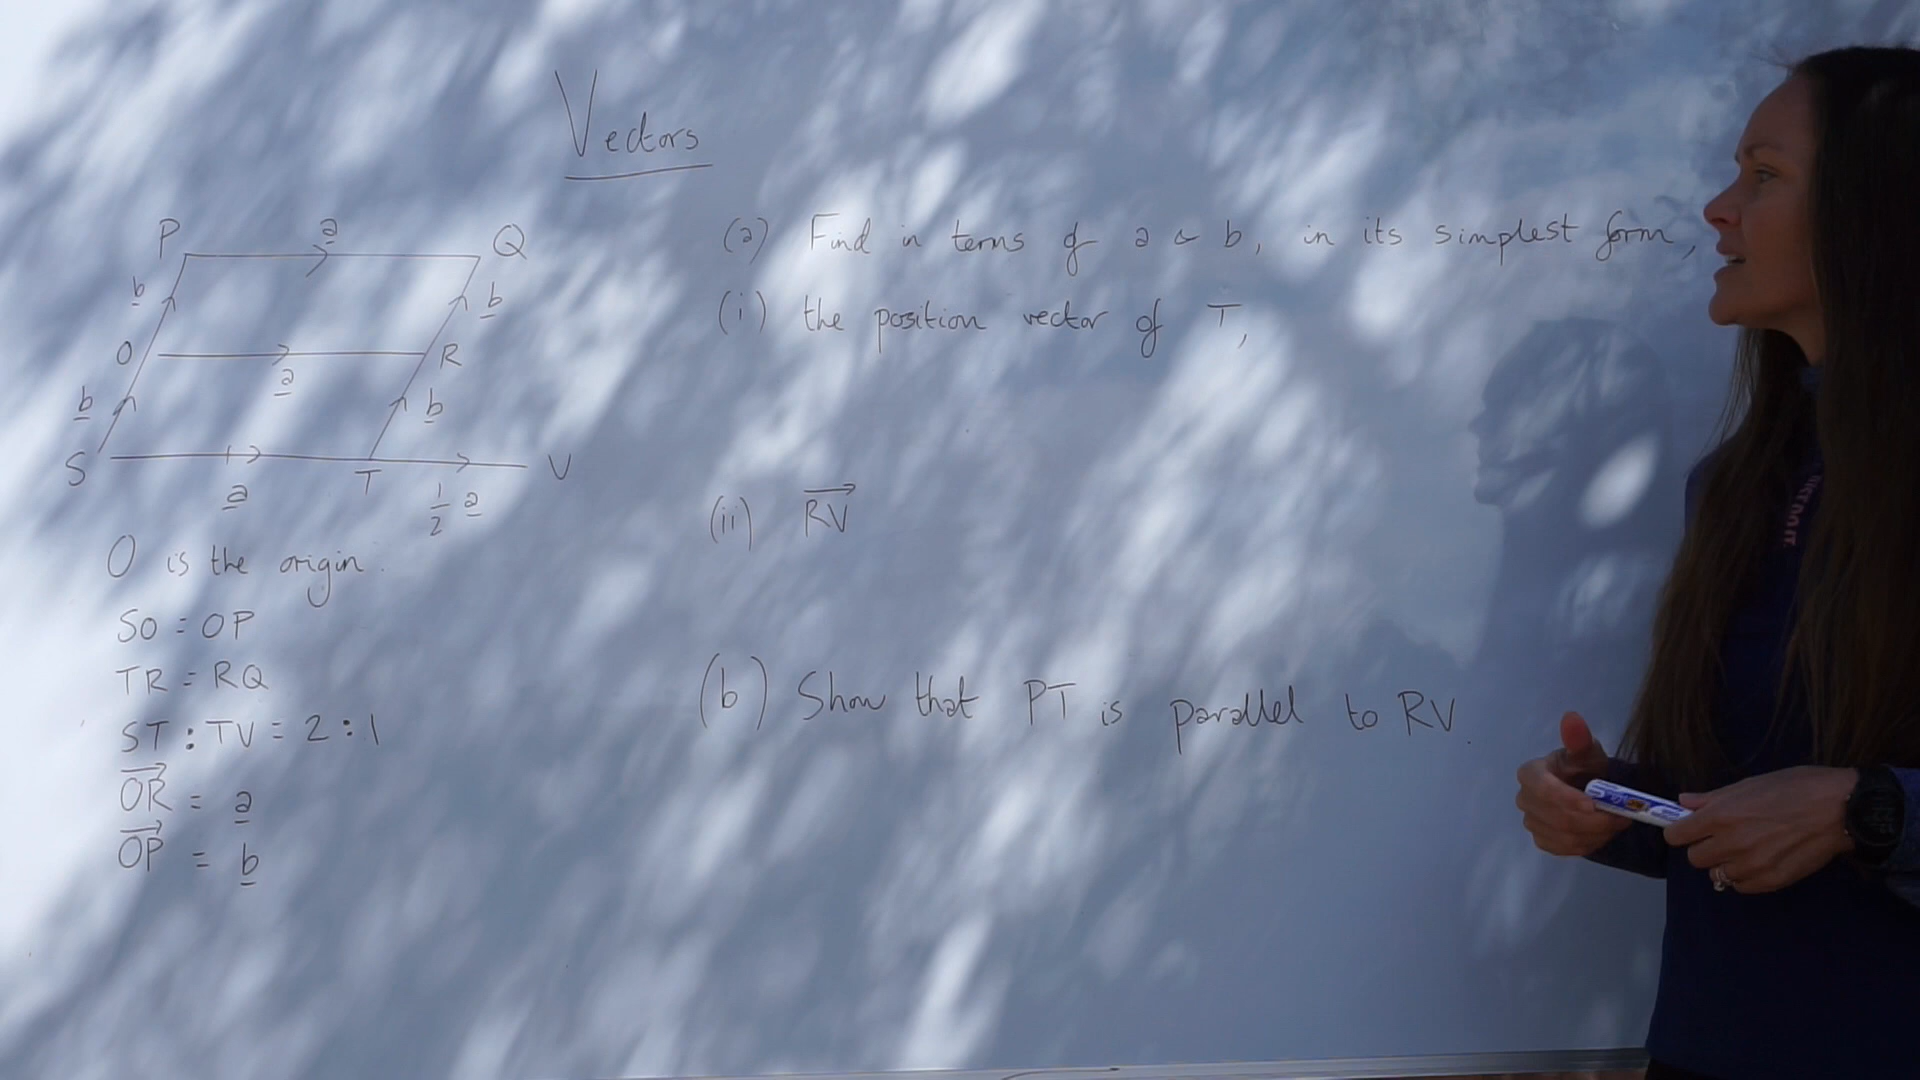 Vectors
P a Q
b b
O R
a
b b
S T V
a 1/2 a
O is the origin.
SO = OP
TR = RQ
ST : TV = 2 : 1
OR = a
OP = b
(a) Find in terms of a & b, in its simplest form,
(i) the position vector of T,
(ii) RV
(b) Show that PT is parallel to RV.